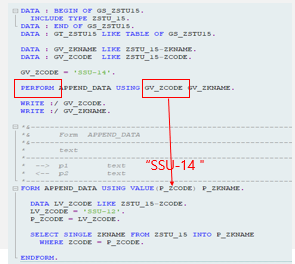 DATA : BEGIN OF GS_ZSTU15.
INCLUDE TYPE ZSTU_15.
DATA : END OF GS_ZSTU15.
DATA : GT_ZSTU15 LIKE TABLE OF GS_ZSTU15.
DATA : GV_ZKNAME LIKE ZSTU_15-ZKNAME.
DATA : GV_ZCODE LIKE ZSTU_15-ZCODE.
GV_ZCODE = 'SSU-14'.
PERFORM APPEND_DATA USING GV_ZCODE GV_ZKNAME.
WRITE :/ GV_ZCODE.
WRITE :/ GV_ZKNAME.
*&---------------------------------------------------------------------
*& Form APPEND_DATA
*&---------------------------------------------------------------------
* text
*----------------------------------------------------------------------
* --> p1 text
* <-- p2 text
*----------------------------------------------------------------------
"SSU-14 "
FORM APPEND_DATA USING VALUE(P_ZCODE) P_ZKNAME.
DATA LV_ZCODE LIKE ZSTU_15-ZCODE.
LV_ZCODE = 'SSU-12'.
P_ZCODE = LV_ZCODE.
SELECT SINGLE ZKNAME FROM ZSTU_15 INTO P_ZKNAME
WHERE ZCODE = P_ZCODE.
ENDFORM.